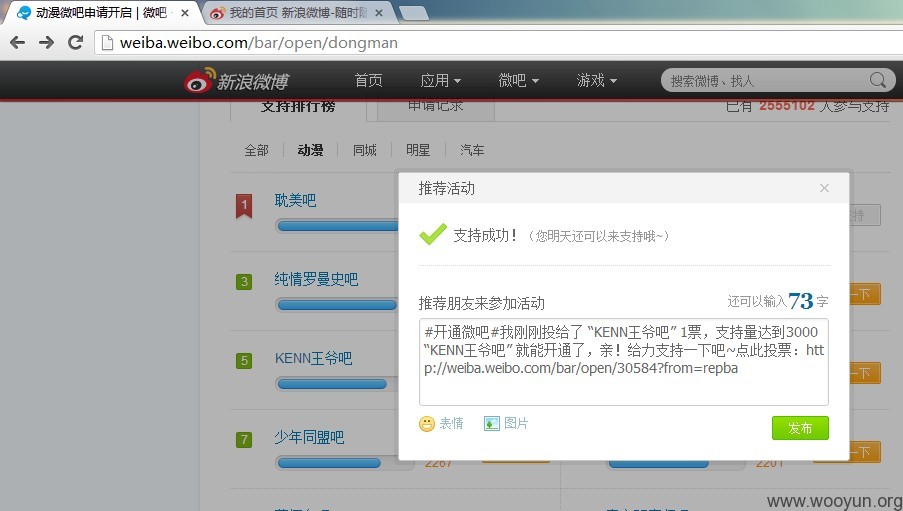 动漫微吧申请开启 | 微吧
我的首页 新浪微博-随时随
weiba.weibo.com/bar/open/dongman
新浪微博
首页
应用
微吧
游戏
搜索微博、找人
支持排行榜
申请记录
已有 2555102 人参与支持
全部
动漫
同城
明星
汽车
推荐活动
1
耽美吧
支持成功！（您明天还可以来支持哦~）
3
纯情罗曼史吧
推荐朋友来参加活动
还可以输入73字
一下
#开通微吧#我刚刚投给了 “KENN王爷吧” 1票，支持量达到3000
“KENN王爷吧” 就能开通了，亲！给力支持一下吧~点此投票：htt
p://weiba.weibo.com/bar/open/30584?from=repba
5
KENN王爷吧
一下
表情
图片
发布
7
少年同盟吧
2267
2201
一下
www.wooyun.org